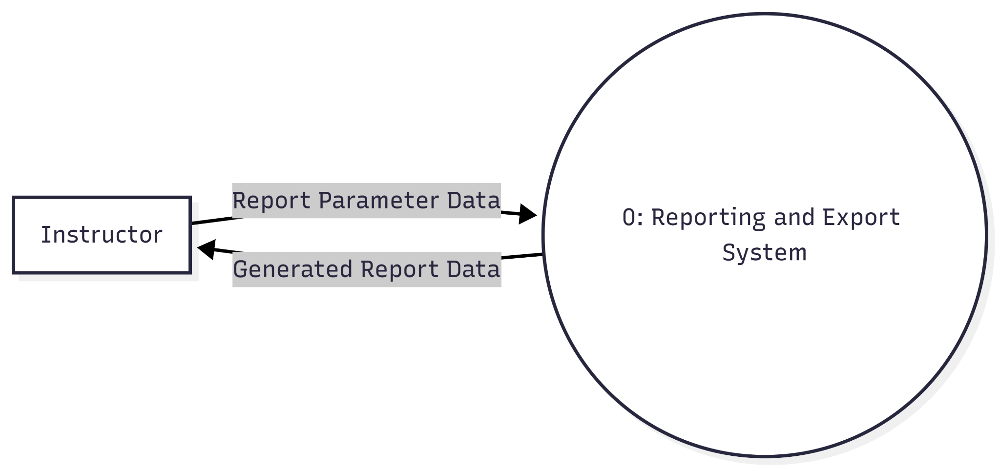 Report Parameter Data
Instructor
Generated Report Data
0: Reporting and Export
System